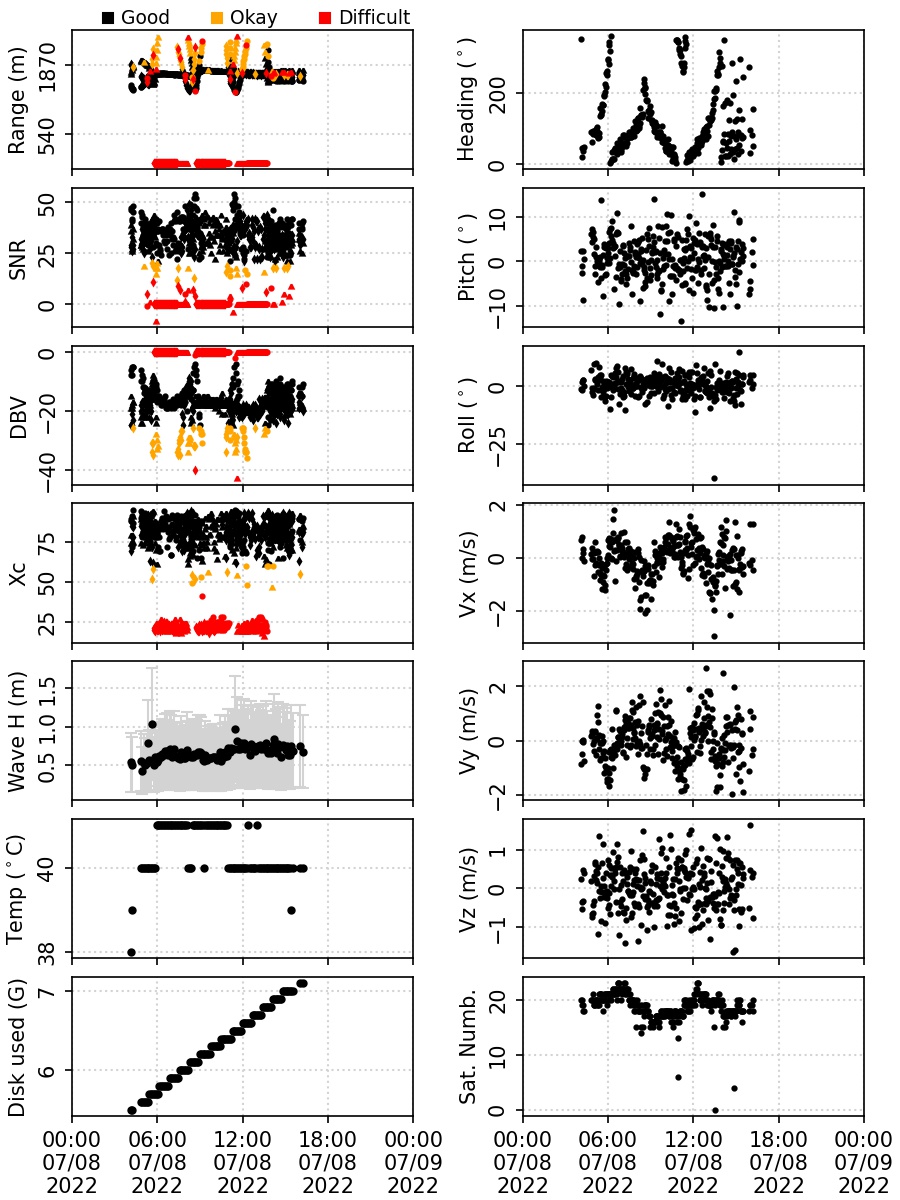 Good Okay Difficult
Range (m)
1870
540
Heading (°)
200
0
SNR
50
25
0
Pitch (°)
10
0
−10
DBV
0
−20
−40
Roll (°)
0
−25
Xc
75
50
25
Vx (m/s)
2
0
−2
Wave H (m)
1.5
1.0
0.5
Vy (m/s)
2
0
−2
Temp (°C)
40
38
Vz (m/s)
1
0
−1
Disk used (G)
7
6
Sat. Numb.
20
10
0
00:00 06:00 12:00 18:00 00:00
07/08 07/08 07/08 07/08 07/09
2022 2022 2022 2022 2022
00:00 06:00 12:00 18:00 00:00
07/08 07/08 07/08 07/08 07/09
2022 2022 2022 2022 2022